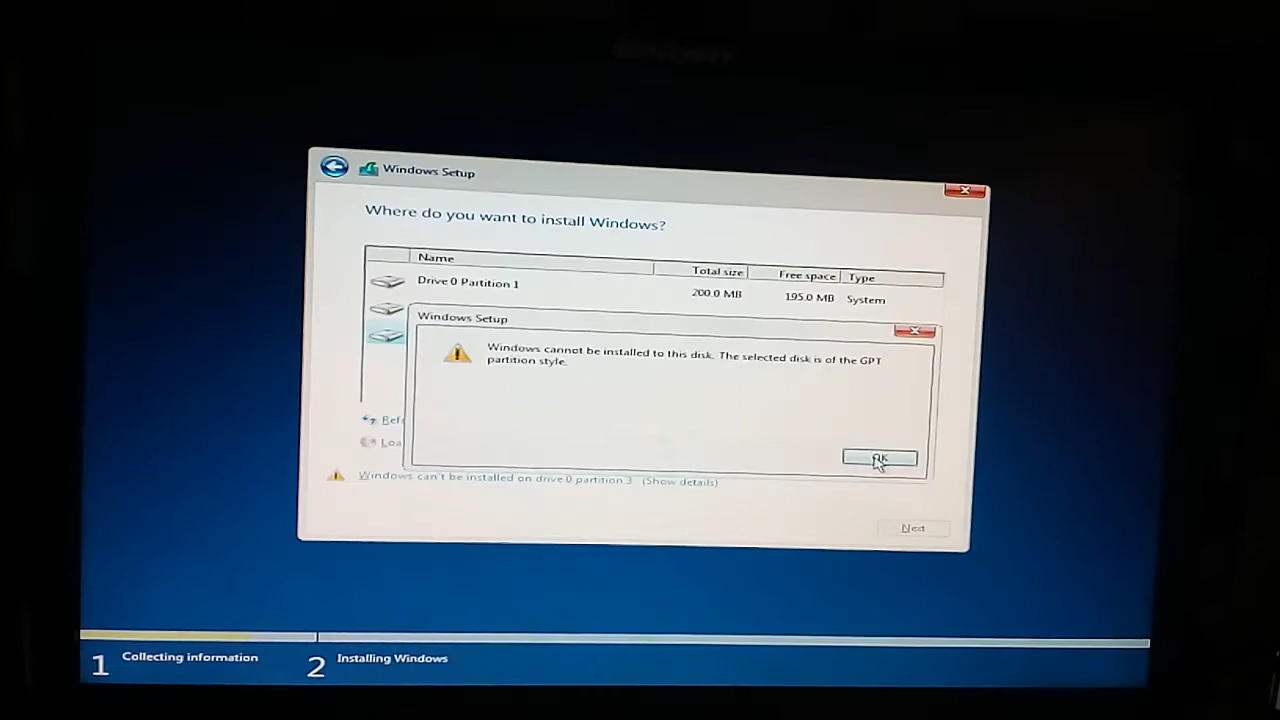 Windows Setup
Where do you want to install Windows?
Name Total size Free space Type
Drive 0 Partition 1 200.0 MB 195.0 MB System
Windows Setup
Windows cannot be installed to this disk. The selected disk is of the GPT
partition style.
Refr
Loa
OK
Windows can't be installed on drive 0 partition 3 (Show details)
Next
1 Collecting information 2 Installing Windows